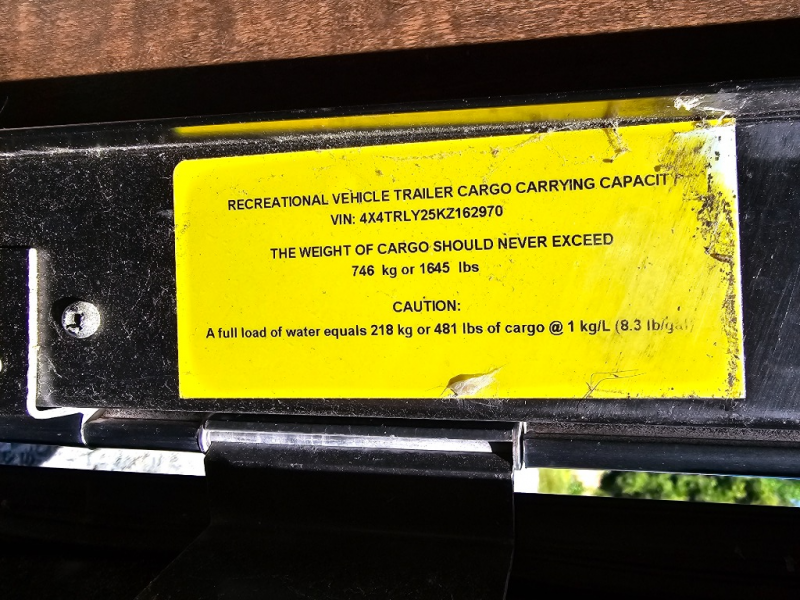 RECREATIONAL VEHICLE TRAILER CARGO CARRYING CAPACITY
VIN: 4X4TRLY25KZ162970
THE WEIGHT OF CARGO SHOULD NEVER EXCEED
746 kg or 1645 lbs
CAUTION:
A full load of water equals 218 kg or 481 lbs of cargo @ 1 kg/L (8.3 lb/gal)